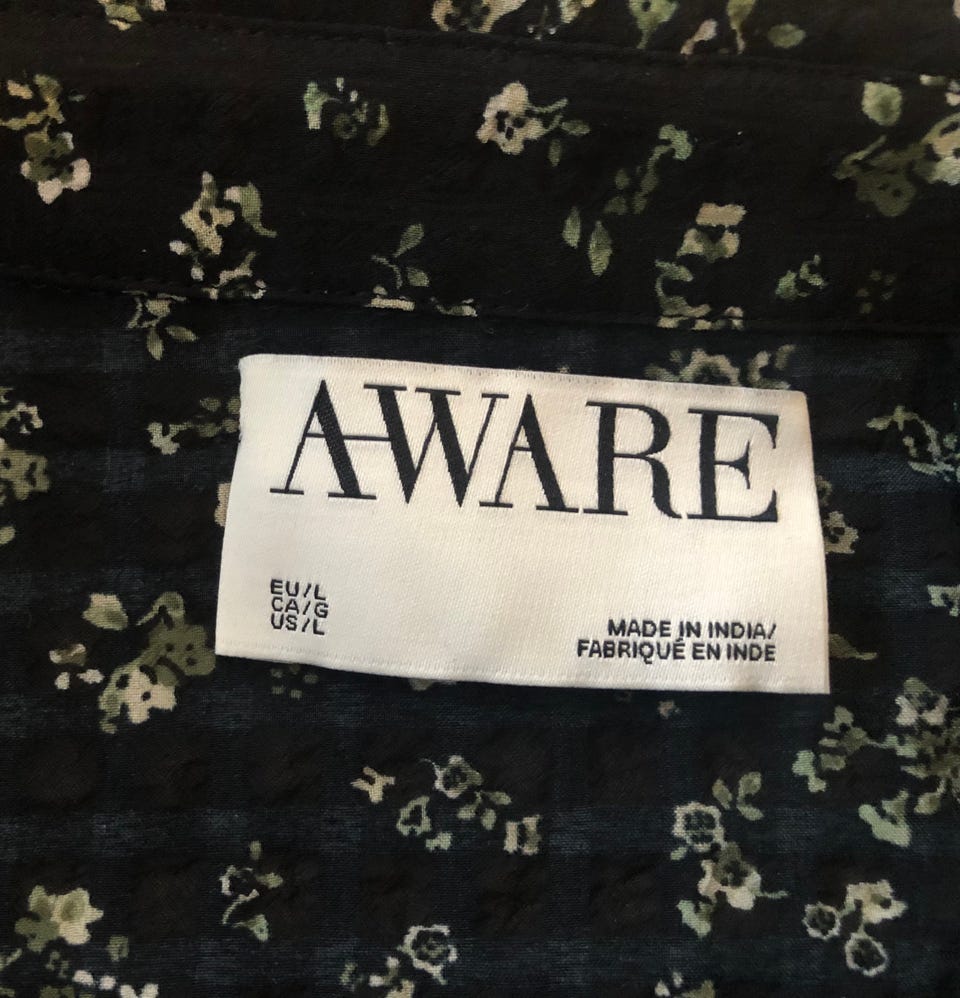 AWARE
EU/L
CA/G
US/L
MADE IN INDIA/
FABRIQUÉ EN INDE